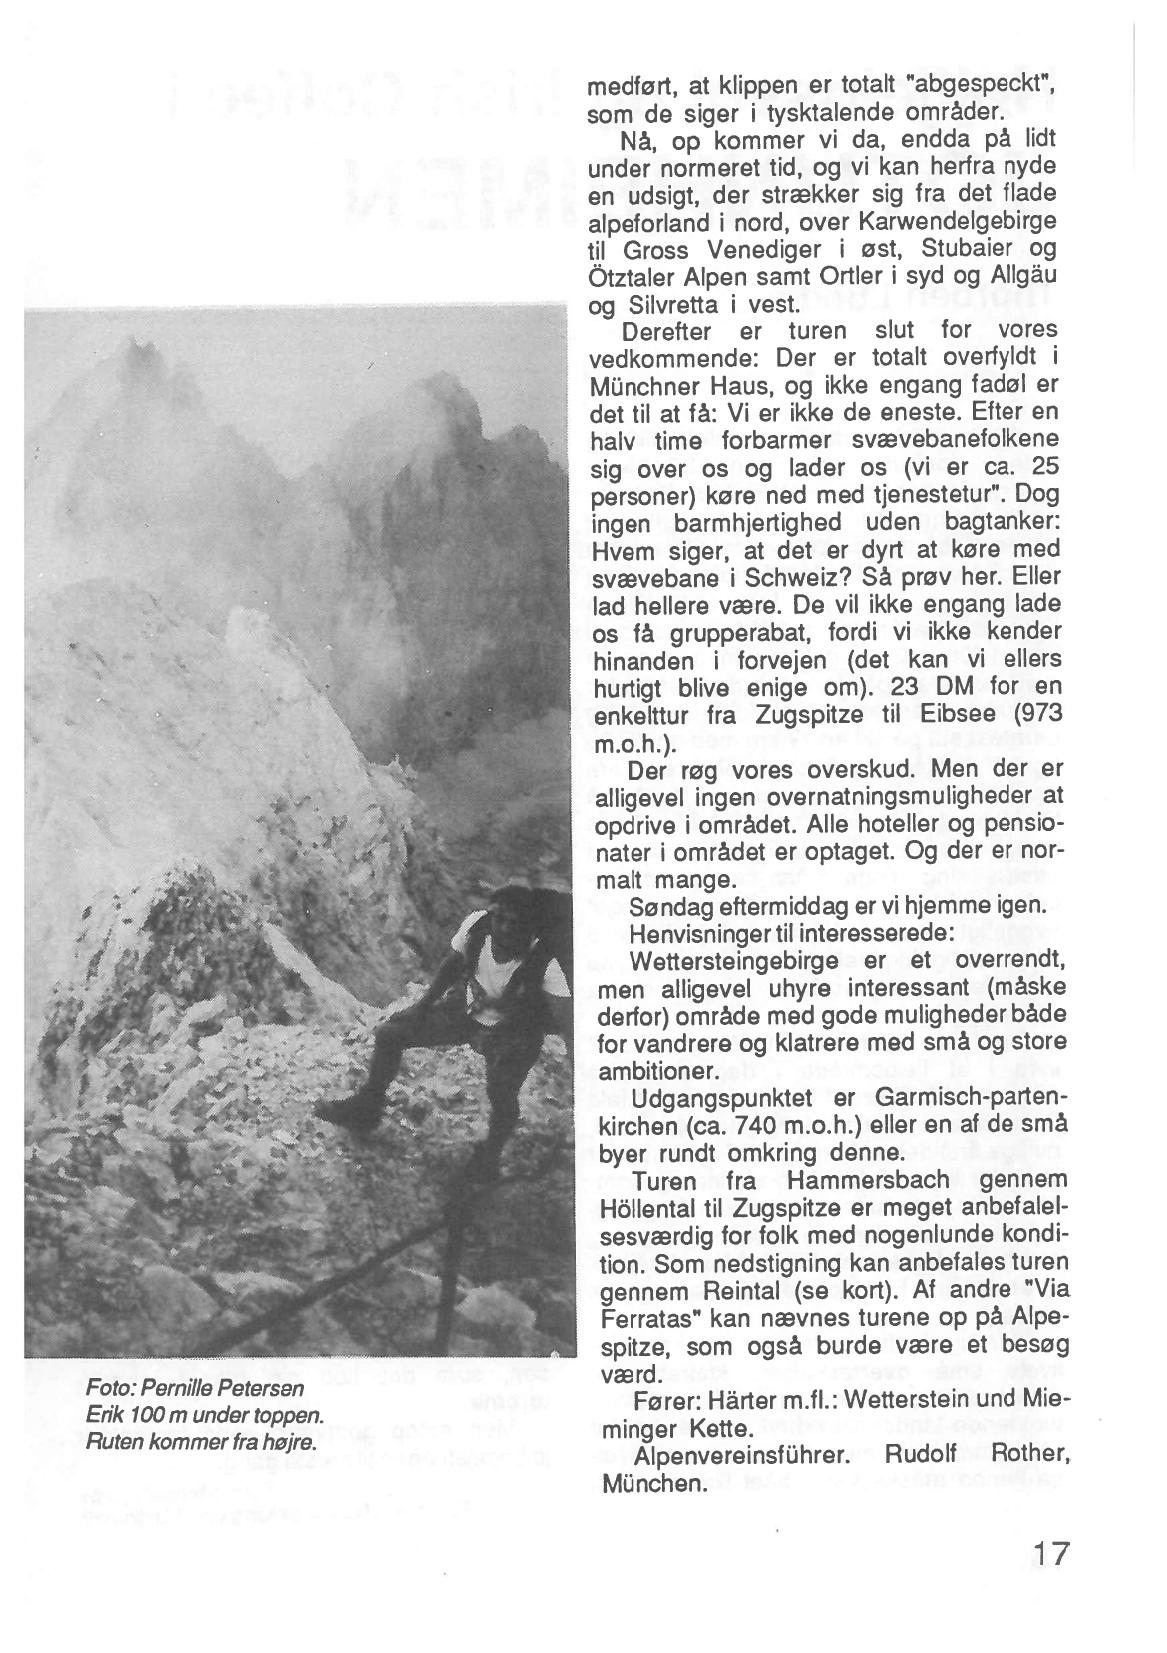 medført, at klippen er totalt "abgespeckt",
som de siger i tysktalende områder.
Nå, op kommer vi da, endda på lidt
under normeret tid, og vi kan herfra nyde
en udsigt, der strækker sig fra det flade
alpeforland i nord, over Karwendelgebirge
til Gross Venediger i øst, Stubaier og
Ötztaler Alpen samt Ortler i syd og Allgäu
og Silvretta i vest.
Derefter er turen slut for vores
vedkommende: Der er totalt overfyldt i
Münchner Haus, og ikke engang fadøl er
det til at få: Vi er ikke de eneste. Efter en
halv time forbarmer svævebanefolkene
sig over os og lader os (vi er ca. 25
personer) køre ned med tjenestetur". Dog
ingen barmhjertighed uden bagtanker:
Hvem siger, at det er dyrt at køre med
svævebane i Schweiz? Så prøv her. Eller
lad hellere være. De vil ikke engang lade
os få grupperabat, fordi vi ikke kender
hinanden i forvejen (det kan vi ellers
hurtigt blive enige om). 23 DM for en
enkelttur fra Zugspitze til Eibsee (973
m.o.h.).
Der røg vores overskud. Men der er
alligevel ingen overnatningsmuligheder at
opdrive i området. Alle hoteller og pensio-
nater i området er optaget. Og der er nor-
malt mange.
Søndag eftermiddag er vi hjemme igen.
Henvisninger til interesserede:
Wettersteingebirge er et overrendt,
men alligevel uhyre interessant (måske
derfor) område med gode muligheder både
for vandrere og klatrere med små og store
ambitioner.
Udgangspunktet er Garmisch-parten-
kirchen (ca. 740 m.o.h.) eller en af de små
byer rundt omkring denne.
Turen fra Hammersbach gennem
Höllental til Zugspitze er meget anbefalel-
sesværdig for folk med nogenlunde kondi-
tion. Som nedstigning kan anbefales turen
gennem Reintal (se kort). Af andre "Via
Ferratas" kan nævnes turene op på Alpe-
spitze, som også burde være et besøg
værd.
Fører: Härter m.fl.: Wetterstein und Mie-
minger Kette.
Alpenvereinsführer. Rudolf Rother,
München.
Foto: Pernille Petersen
Erik 100 m under toppen.
Ruten kommer fra højre.
17